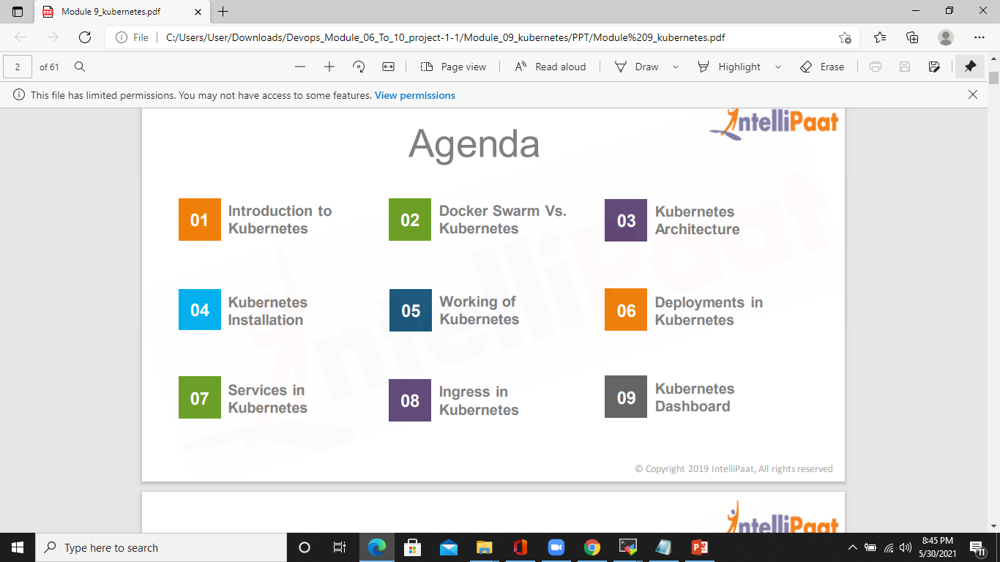 Module 9_kubernetes.pdf
File
C:/Users/User/Downloads/Devops_Module_06_To_10_project-1-1/Module_09_kubernetes/PPT/Module%209_kubernetes.pdf
2 of 61
Page view
Read aloud
Draw
Highlight
Erase
This file has limited permissions. You may not have access to some features. View permissions
IntelliPaat
Agenda
01
Introduction to
Kubernetes
02
Docker Swarm Vs.
Kubernetes
03
Kubernetes
Architecture
04
Kubernetes
Installation
05
Working of
Kubernetes
06
Deployments in
Kubernetes
07
Services in
Kubernetes
08
Ingress in
Kubernetes
09
Kubernetes
Dashboard
IntelliPaat
© Copyright 2019 IntelliPaat, All rights reserved
IntelliPaat
Type here to search
8:45 PM
5/30/2021
11